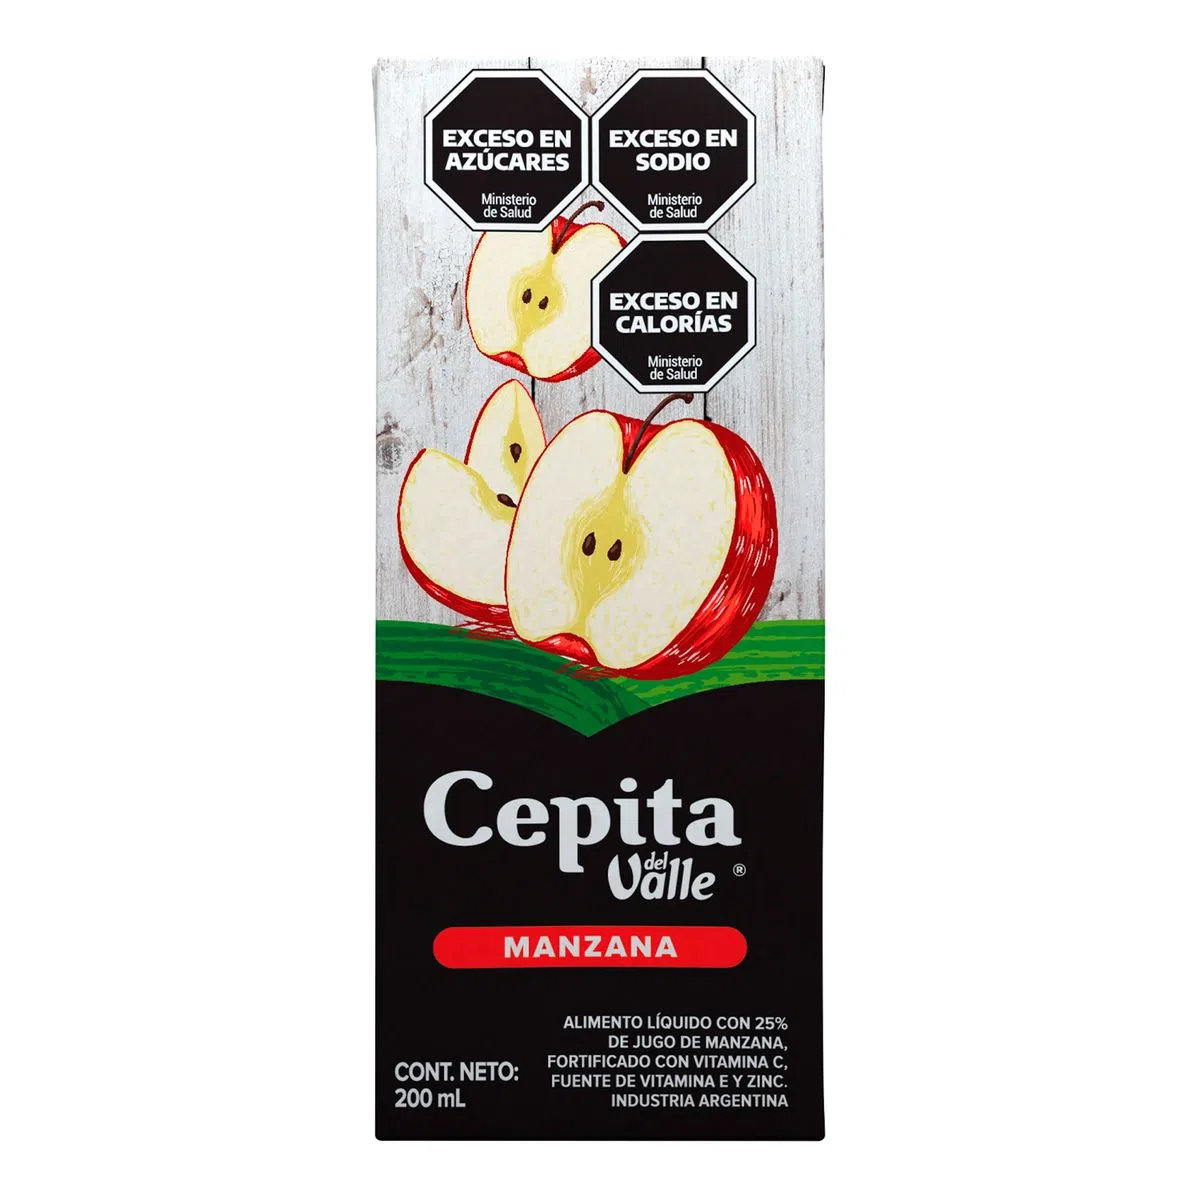 EXCESO EN
AZÚCARES
Ministerio
de Salud
EXCESO EN
SODIO
Ministerio
de Salud
EXCESO EN
CALORÍAS
Ministerio
de Salud
Cepita
del
Valle ®
MANZANA
ALIMENTO LÍQUIDO CON 25%
DE JUGO DE MANZANA,
FORTIFICADO CON VITAMINA C,
FUENTE DE VITAMINA E Y ZINC.
INDUSTRIA ARGENTINA
CONT. NETO:
200 mL